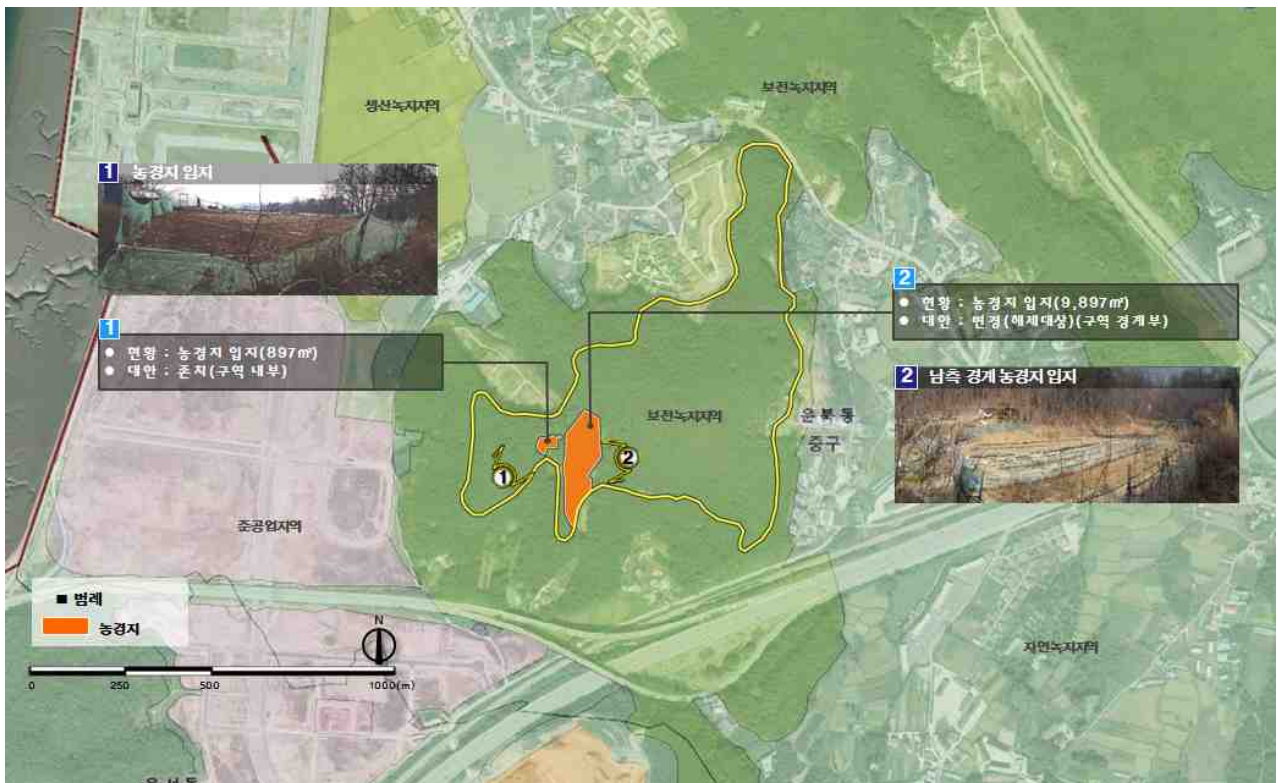 생산녹지지역
보전녹지지역
1 농경지 입지
1
● 현황 : 농경지 입지(897㎡)
● 대안 : 존치(구역 내부)
2
● 현황 : 농경지 입지(9,897㎡)
● 대안 : 변경(해제대상)(구역 경계부)
2 남측 경계 농경지 입지
보전녹지지역
운북동
중구
1
2
준공업지역
자연녹지지역
■ 범례
농경지
N
0 250 500 1000(m)
운서동